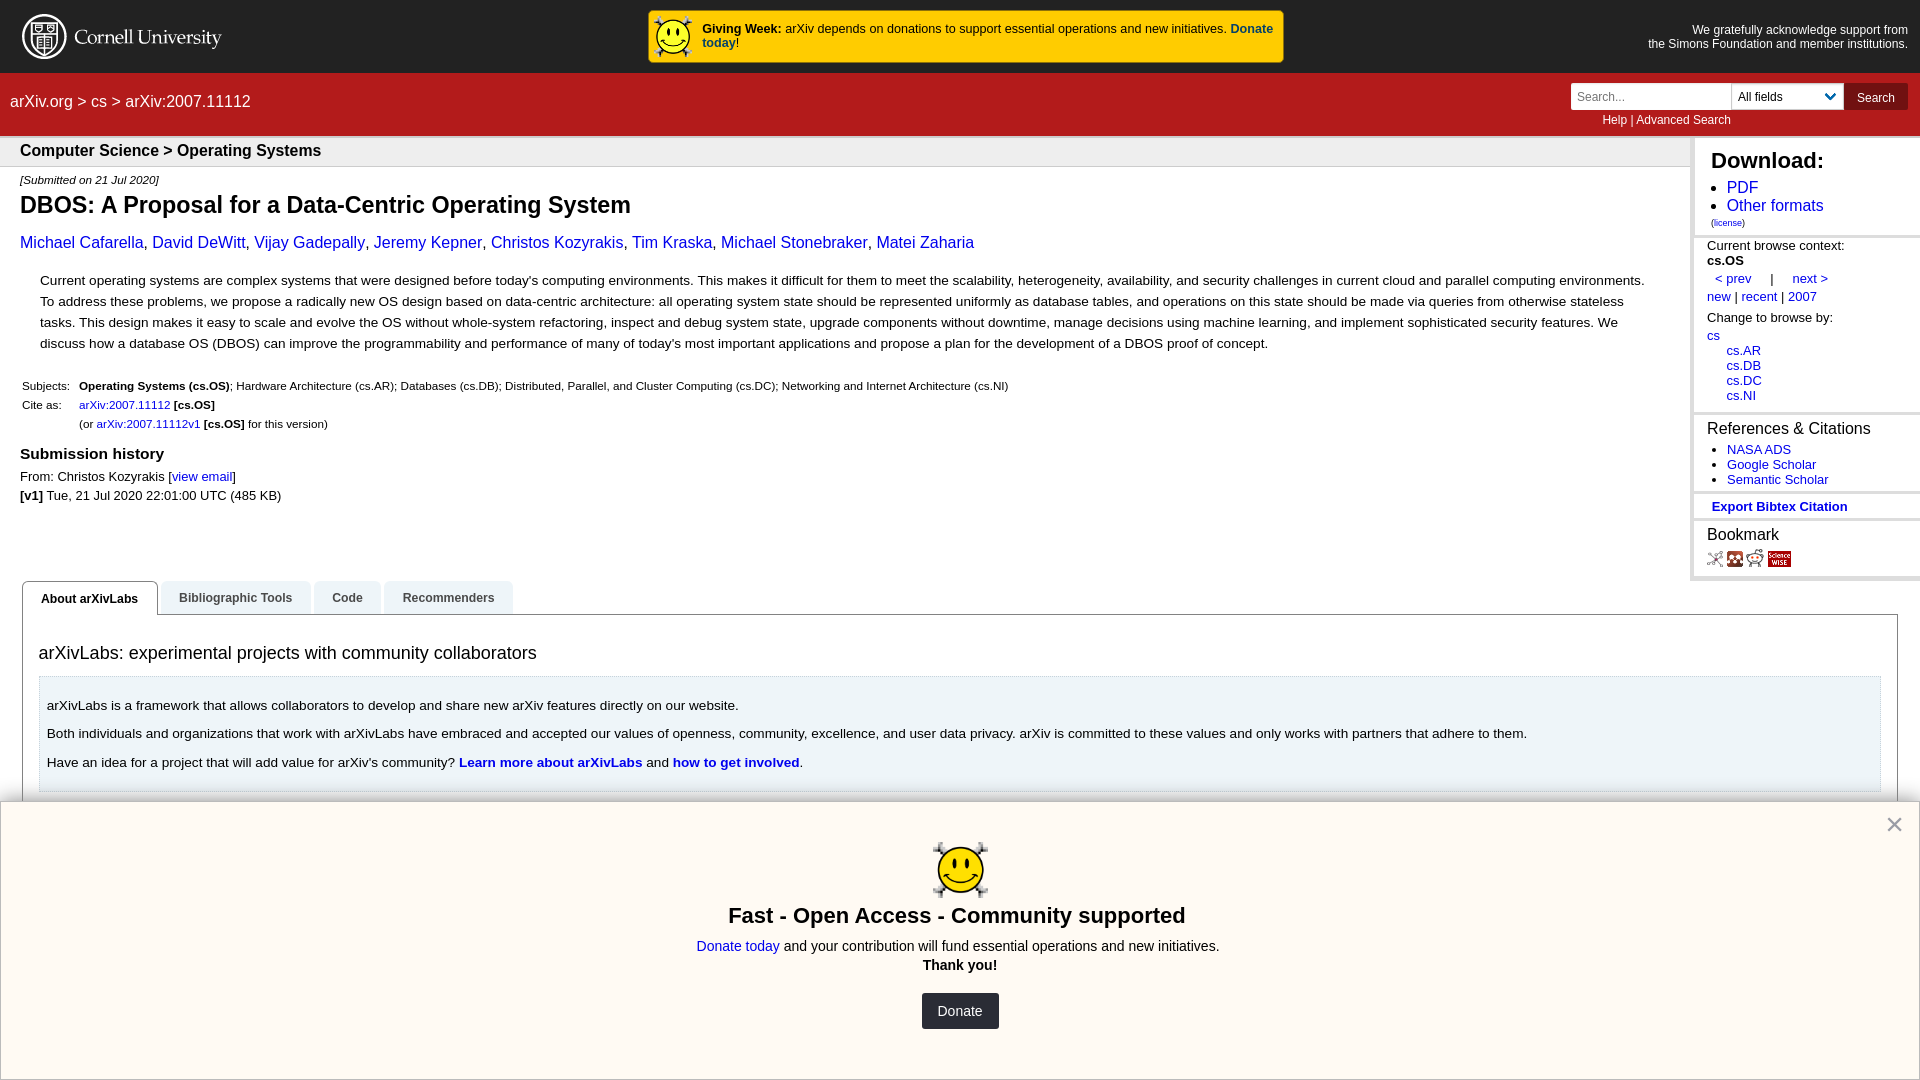 Cornell University
Giving Week: arXiv depends on donations to support essential operations and new initiatives. Donate
today!
We gratefully acknowledge support from
the Simons Foundation and member institutions.
arXiv.org > cs > arXiv:2007.11112
Search...
All fields
Search
Help | Advanced Search
Computer Science > Operating Systems
[Submitted on 21 Jul 2020]
DBOS: A Proposal for a Data-Centric Operating System
Michael Cafarella, David DeWitt, Vijay Gadepally, Jeremy Kepner, Christos Kozyrakis, Tim Kraska, Michael Stonebraker, Matei Zaharia
Current operating systems are complex systems that were designed before today's computing environments. This makes it difficult for them to meet the scalability, heterogeneity, availability, and security challenges in current cloud and parallel computing environments.
To address these problems, we propose a radically new OS design based on data-centric architecture: all operating system state should be represented uniformly as database tables, and operations on this state should be made via queries from otherwise stateless
tasks. This design makes it easy to scale and evolve the OS without whole-system refactoring, inspect and debug system state, upgrade components without downtime, manage decisions using machine learning, and implement sophisticated security features. We
discuss how a database OS (DBOS) can improve the programmability and performance of many of today's most important applications and propose a plan for the development of a DBOS proof of concept.
Subjects: Operating Systems (cs.OS); Hardware Architecture (cs.AR); Databases (cs.DB); Distributed, Parallel, and Cluster Computing (cs.DC); Networking and Internet Architecture (cs.NI)
Cite as: arXiv:2007.11112 [cs.OS]
(or arXiv:2007.11112v1 [cs.OS] for this version)
Submission history
From: Christos Kozyrakis [view email]
[v1] Tue, 21 Jul 2020 22:01:00 UTC (485 KB)
Download:
PDF
Other formats
(license)
Current browse context:
cs.OS
< prev | next >
new | recent | 2007
Change to browse by:
cs
cs.AR
cs.DB
cs.DC
cs.NI
References & Citations
NASA ADS
Google Scholar
Semantic Scholar
Export Bibtex Citation
Bookmark
Science
WISE
About arXivLabs
Bibliographic Tools
Code
Recommenders
arXivLabs: experimental projects with community collaborators
arXivLabs is a framework that allows collaborators to develop and share new arXiv features directly on our website.
Both individuals and organizations that work with arXivLabs have embraced and accepted our values of openness, community, excellence, and user data privacy. arXiv is committed to these values and only works with partners that adhere to them.
Have an idea for a project that will add value for arXiv's community? Learn more about arXivLabs and how to get involved.
×
Fast - Open Access - Community supported
Donate today and your contribution will fund essential operations and new initiatives.
Thank you!
Donate